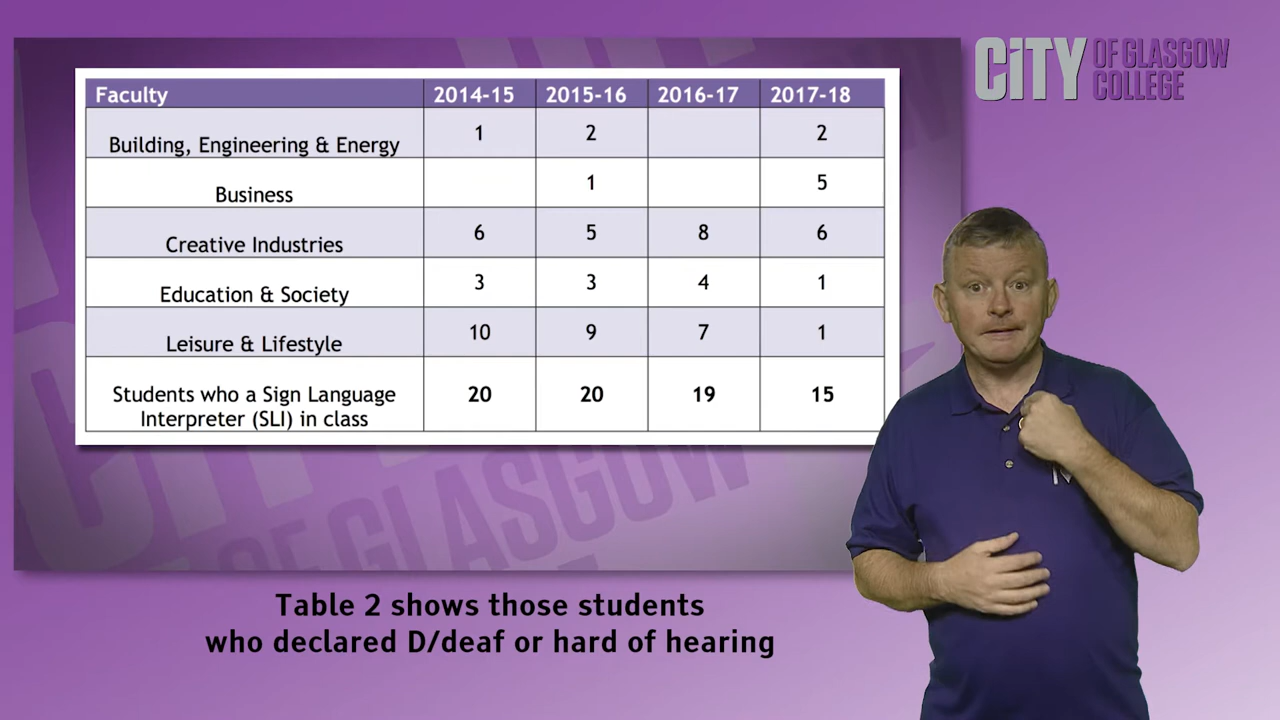 CiTY OF GLASGOW COLLEGE
Faculty 2014-15 2015-16 2016-17 2017-18
Building, Engineering & Energy 1 2 2
Business 1 5
Creative Industries 6 5 8 6
Education & Society 3 3 4 1
Leisure & Lifestyle 10 9 7 1
Students who a Sign Language
Interpreter (SLI) in class 20 20 19 15
OF GLASGOW
Table 2 shows those students
who declared D/deaf or hard of hearing